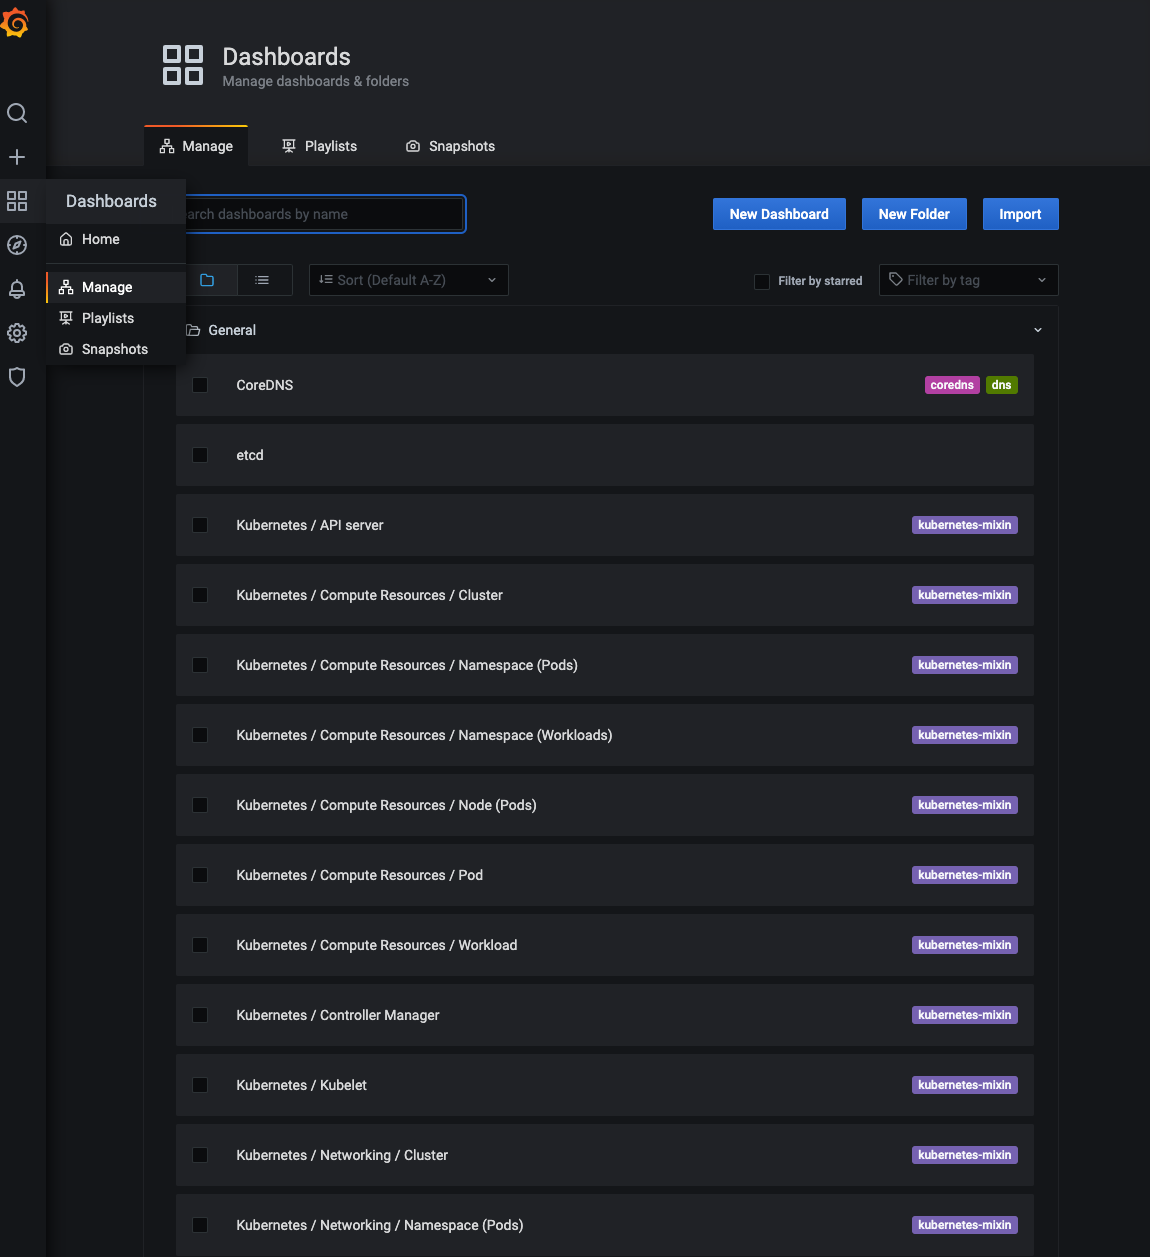 Dashboards
Manage dashboards & folders
Manage
Playlists
Snapshots
Dashboards
Home
Manage
Playlists
Snapshots
dashboards by name
New Dashboard
New Folder
Import
Sort (Default A-Z)
Filter by starred
Filter by tag
General
CoreDNS
coredns
dns
etcd
Kubernetes / API server
kubernetes-mixin
Kubernetes / Compute Resources / Cluster
kubernetes-mixin
Kubernetes / Compute Resources / Namespace (Pods)
kubernetes-mixin
Kubernetes / Compute Resources / Namespace (Workloads)
kubernetes-mixin
Kubernetes / Compute Resources / Node (Pods)
kubernetes-mixin
Kubernetes / Compute Resources / Pod
kubernetes-mixin
Kubernetes / Compute Resources / Workload
kubernetes-mixin
Kubernetes / Controller Manager
kubernetes-mixin
Kubernetes / Kubelet
kubernetes-mixin
Kubernetes / Networking / Cluster
kubernetes-mixin
Kubernetes / Networking / Namespace (Pods)
kubernetes-mixin